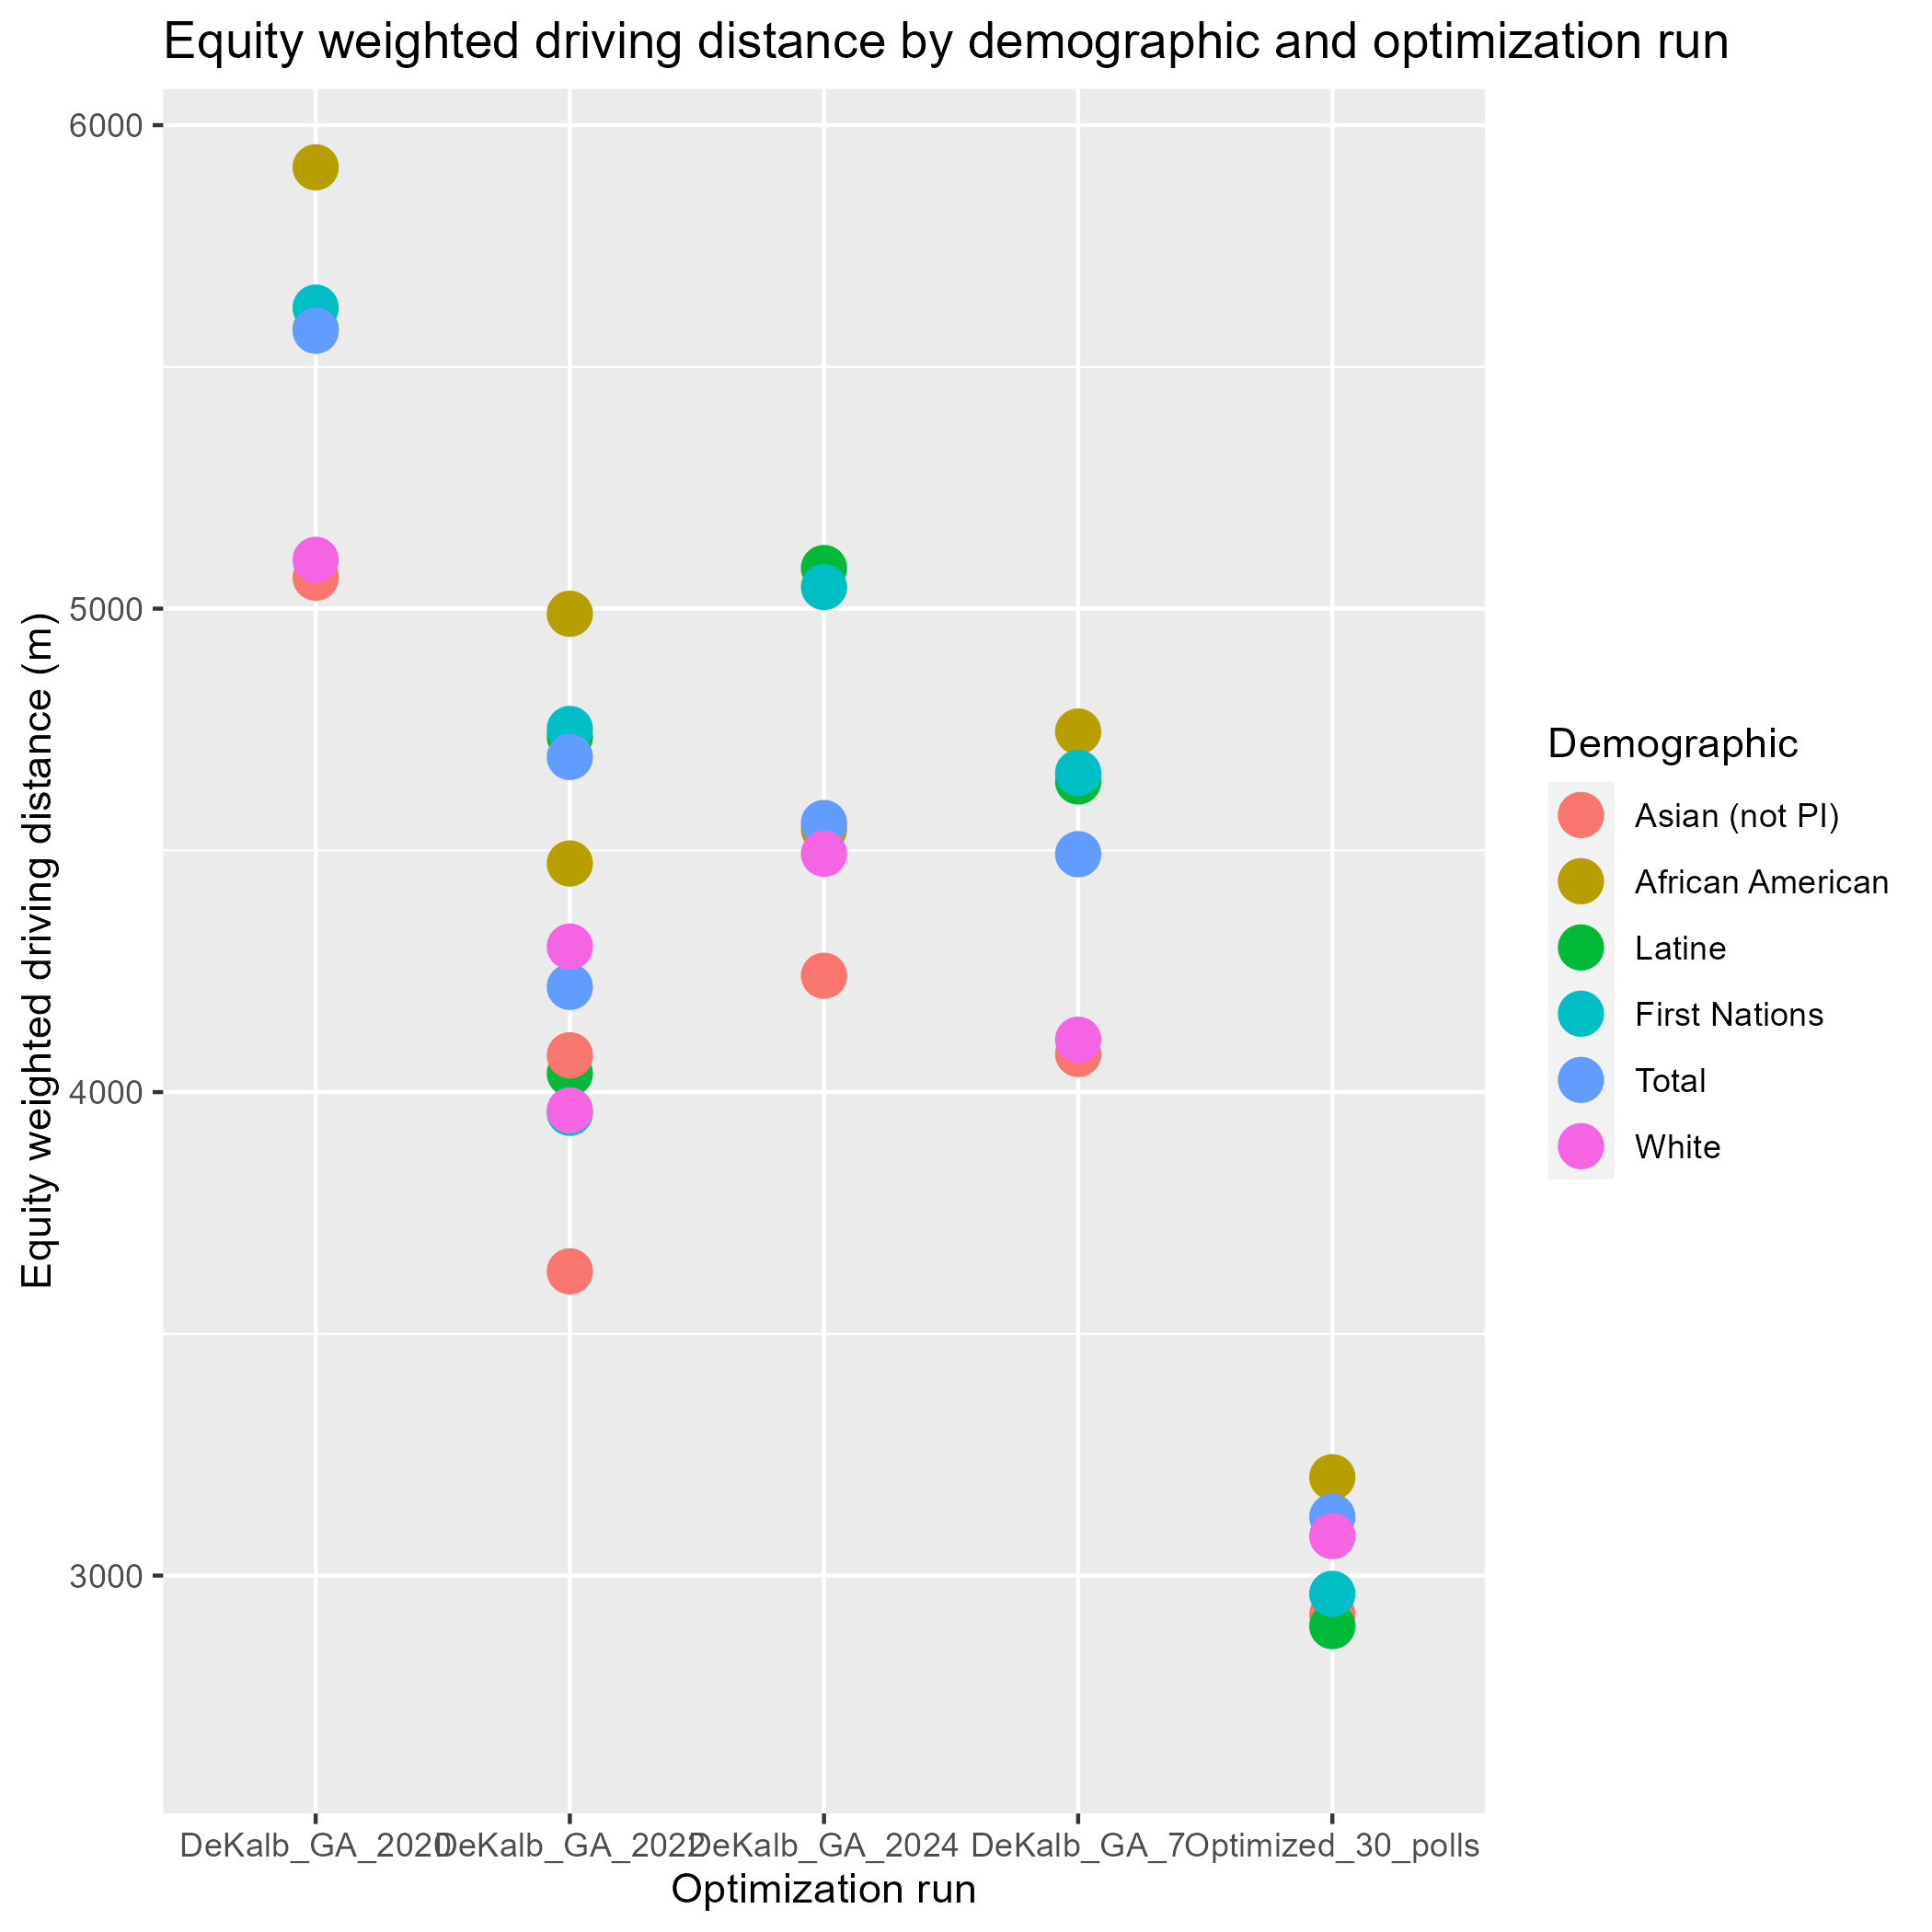 Equity weighted driving distance by demographic and optimization run
Equity weighted driving distance (m)
6000
5000
4000
3000
DeKalb_GA_2020
DeKalb_GA_2022
DeKalb_GA_2024
DeKalb_GA_7
Optimized_30_polls
Optimization run
Demographic
Asian (not PI)
African American
Latine
First Nations
Total
White